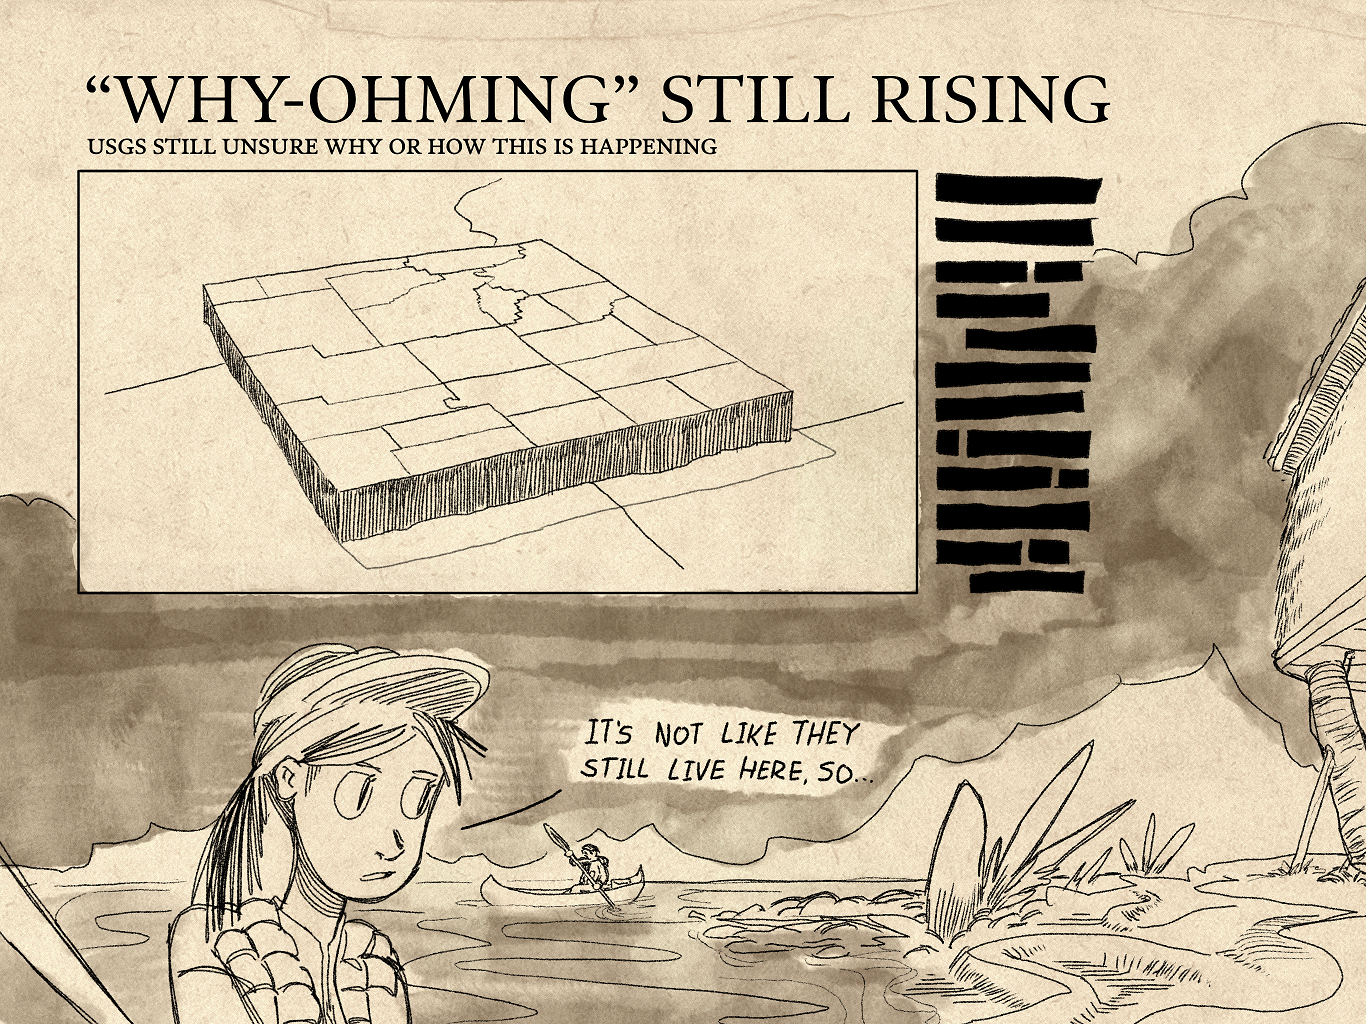 “WHY-OHMING” STILL RISING
USGS STILL UNSURE WHY OR HOW THIS IS HAPPENING
IT'S NOT LIKE THEY
STILL LIVE HERE, SO...